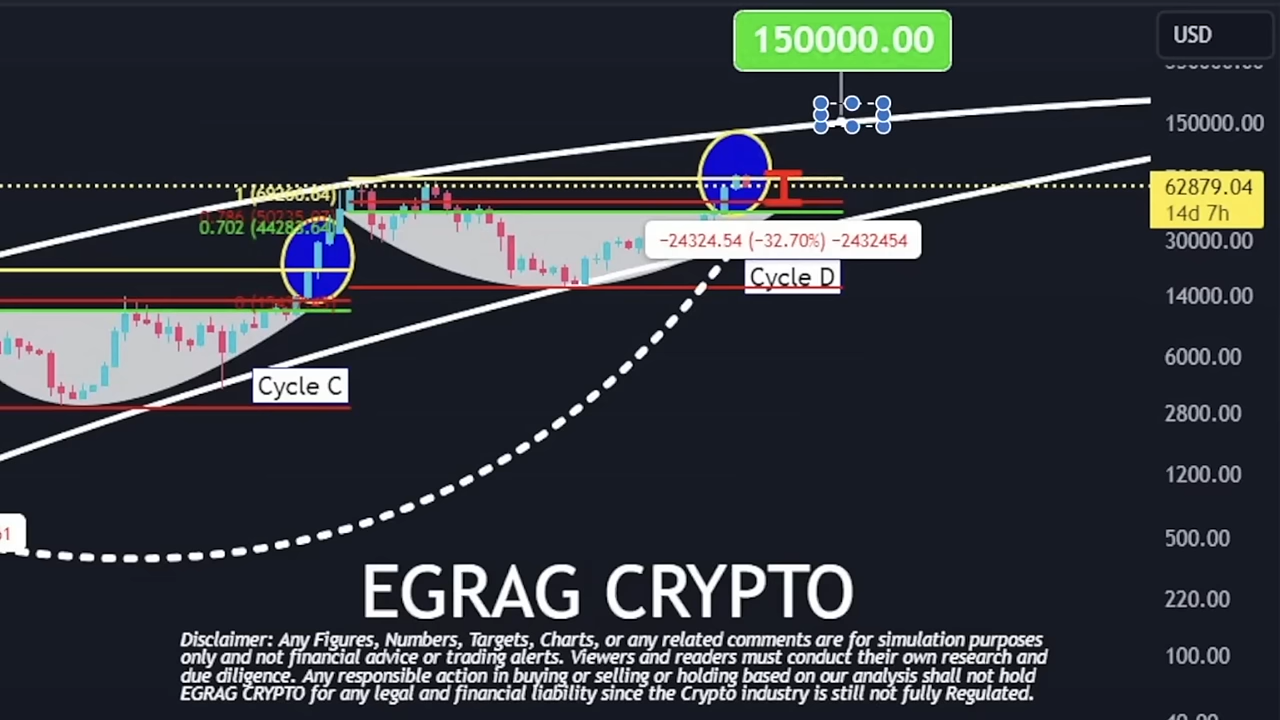 150000.00
USD
150000.00
1 (69260.64)
62879.04
14d 7h
0.702 (44283.64)
−24324.54 (−32.70%) −2432454
30000.00
Cycle D
14000.00
6000.00
Cycle C
2800.00
1200.00
500.00
220.00
EGRAG CRYPTO
Disclaimer: Any Figures, Numbers, Targets, Charts, or any related comments are for simulation purposes
only and not financial advice or trading alerts. Viewers and readers must conduct their own research and
due diligence. Any responsible action in buying or selling or holding based on our analysis shall not hold
EGRAG CRYPTO for any legal and financial liability since the Crypto industry is still not fully Regulated.
100.00